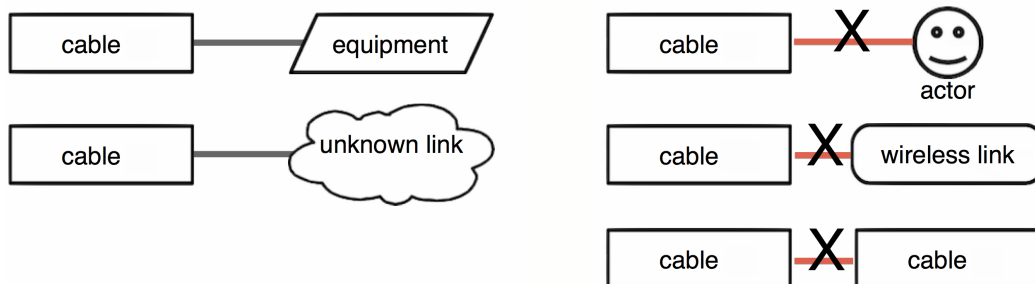 cable
equipment
cable
unknown link
cable
X
actor
cable
X
wireless link
cable
X
cable